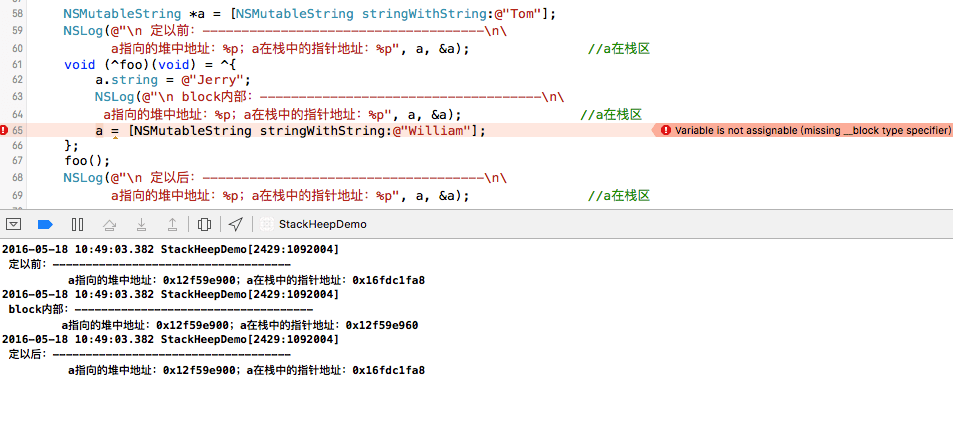 58 NSMutableString *a = [NSMutableString stringWithString:@"Tom"];
59 NSLog(@"\n 定以前：------------------------------------\n\
60 a指向的堆中地址：%p；a在栈中的指针地址：%p", a, &a); //a在栈区
61 void (^foo)(void) = ^{
62 a.string = @"Jerry";
63 NSLog(@"\n block内部：------------------------------------\n\
64 a指向的堆中地址：%p；a在栈中的指针地址：%p", a, &a); //a在栈区
65 a = [NSMutableString stringWithString:@"William"]; Variable is not assignable (missing __block type specifier)
66 };
67 foo();
68 NSLog(@"\n 定以后：------------------------------------\n\
69 a指向的堆中地址：%p；a在栈中的指针地址：%p", a, &a); //a在栈区
StackHeepDemo
2016-05-18 10:49:03.382 StackHeepDemo[2429:1092004]
定以前：------------------------------------
a指向的堆中地址：0x12f59e900；a在栈中的指针地址：0x16fdc1fa8
2016-05-18 10:49:03.382 StackHeepDemo[2429:1092004]
block内部：------------------------------------
a指向的堆中地址：0x12f59e900；a在栈中的指针地址：0x12f59e960
2016-05-18 10:49:03.382 StackHeepDemo[2429:1092004]
定以后：------------------------------------
a指向的堆中地址：0x12f59e900；a在栈中的指针地址：0x16fdc1fa8